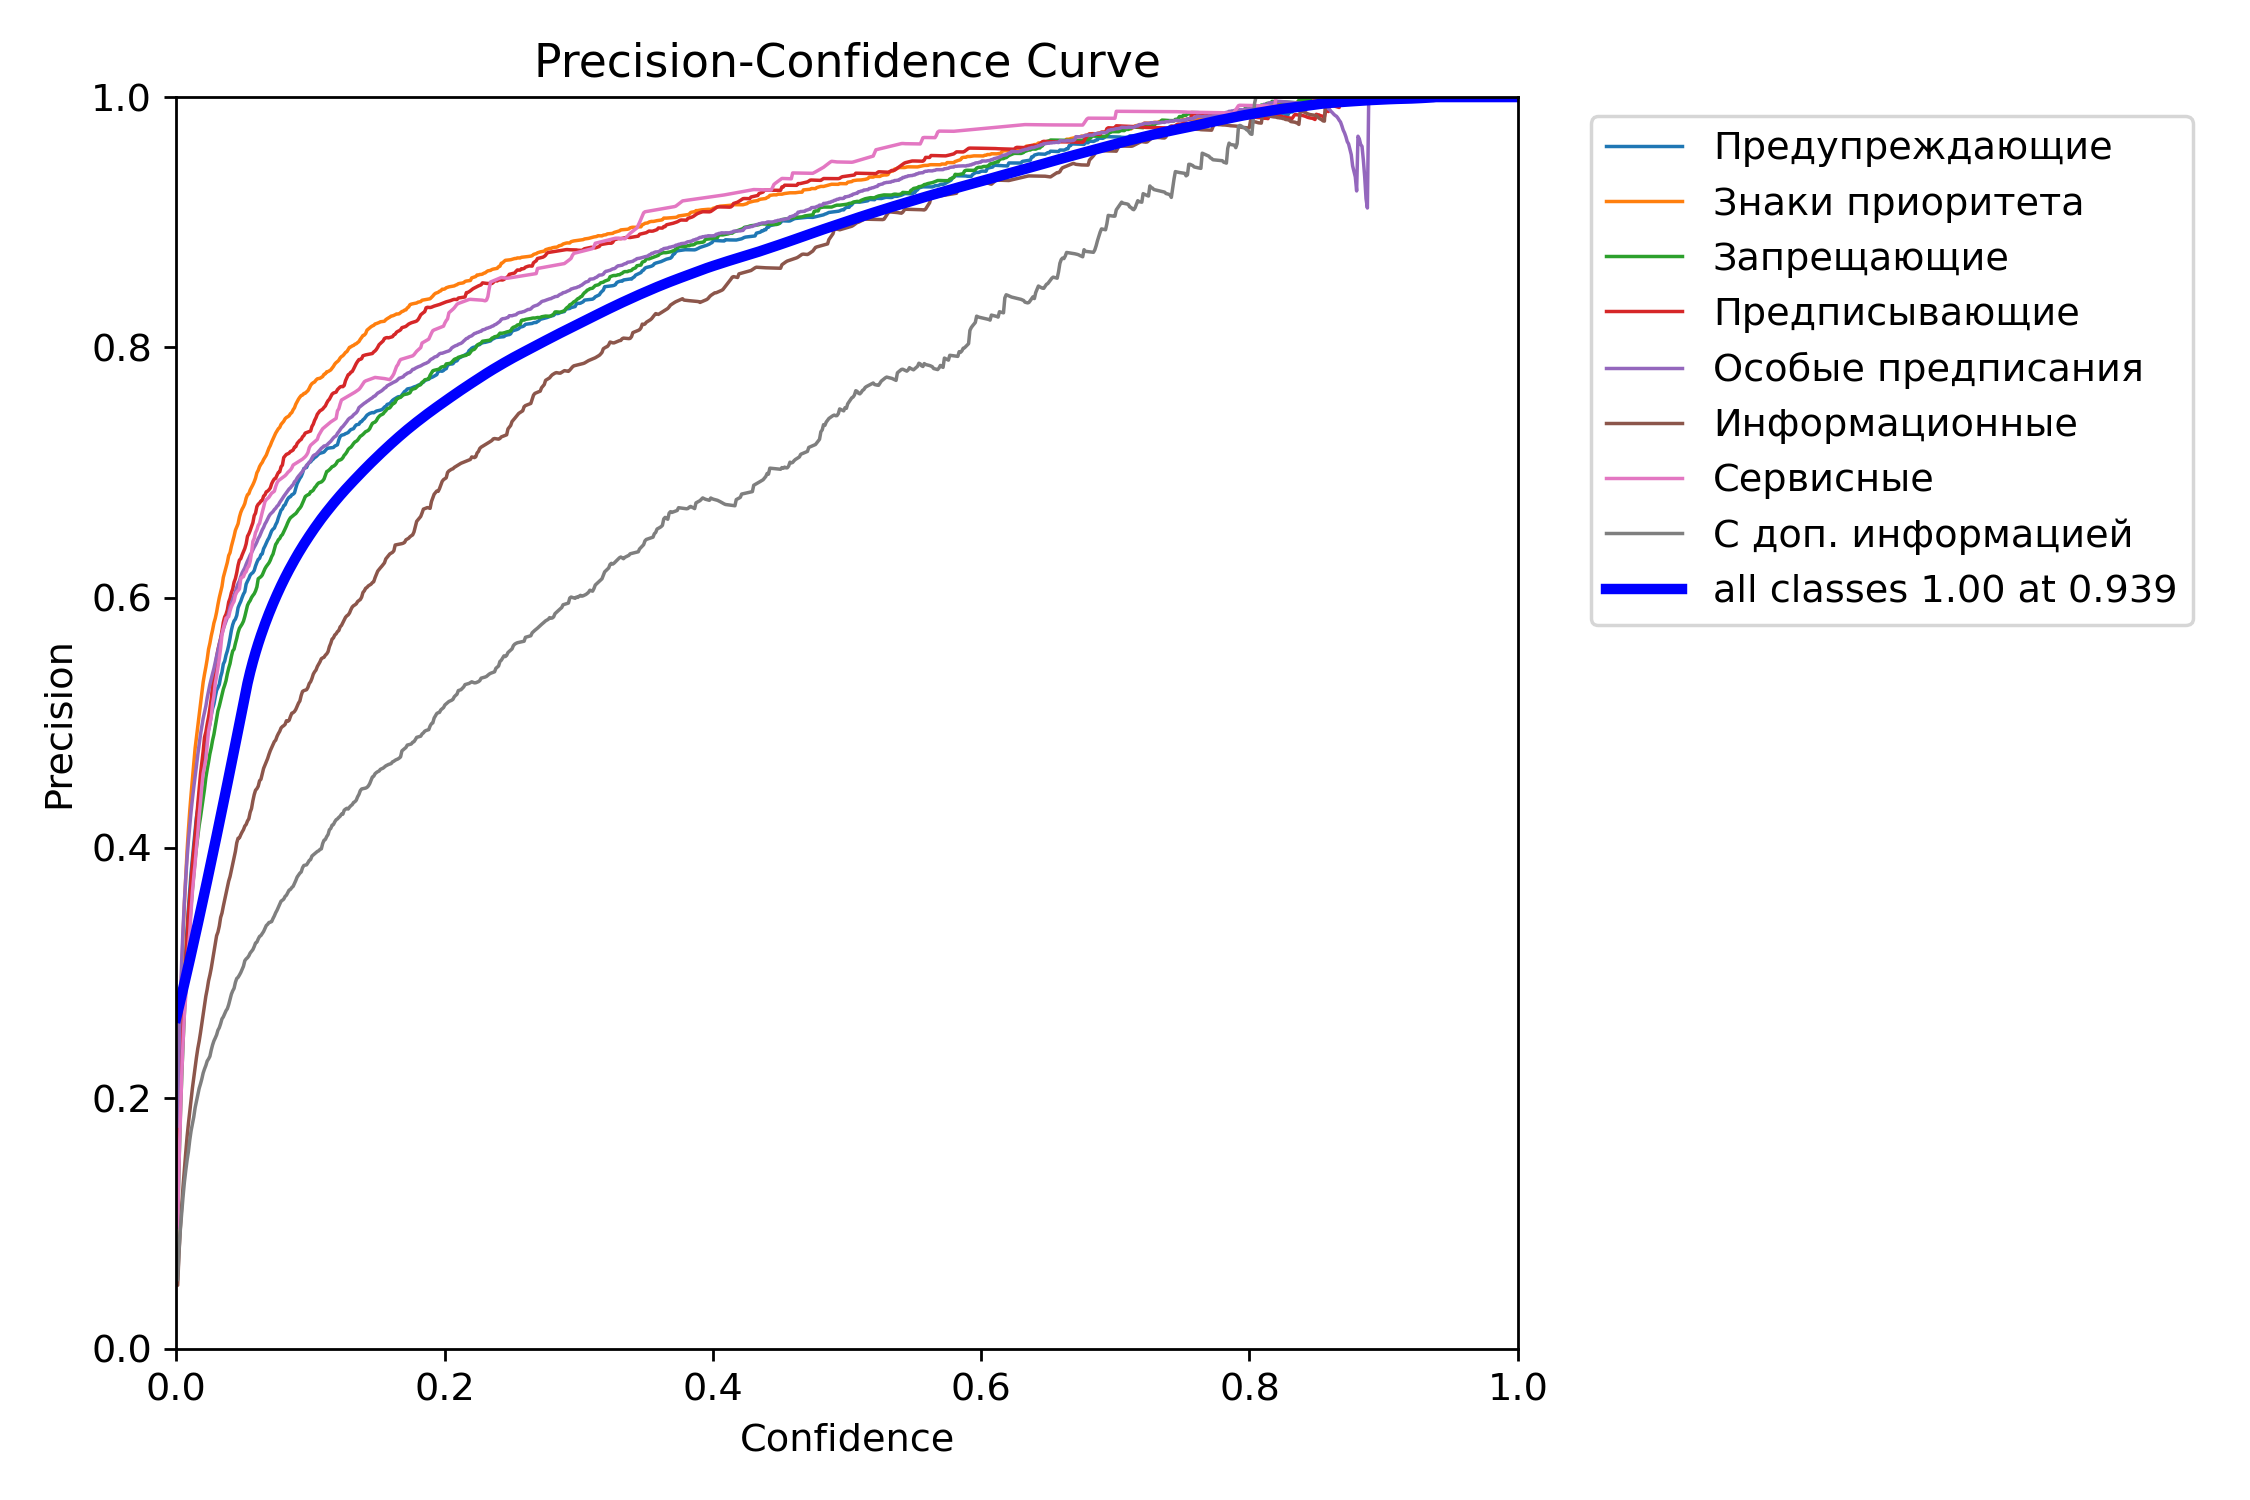 Precision-Confidence Curve
1.0
0.8
0.6
0.4
0.2
0.0
Precision
0.0 0.2 0.4 0.6 0.8 1.0
Confidence
Предупреждающие
Знаки приоритета
Запрещающие
Предписывающие
Особые предписания
Информационные
Сервисные
С доп. информацией
all classes 1.00 at 0.939